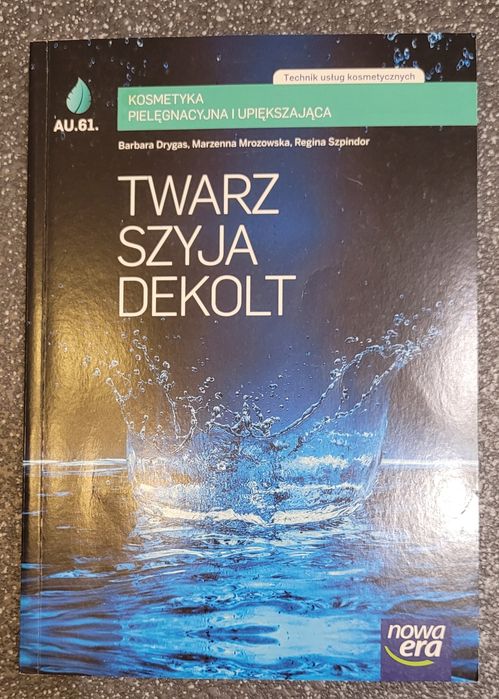 Technik usług kosmetycznych
AU.61.
KOSMETYKA
PIELĘGNACYJNA I UPIĘKSZAJĄCA
Barbara Drygas, Marzenna Mrozowska, Regina Szpindor
TWARZ
SZYJA
DEKOLT
nowa
era